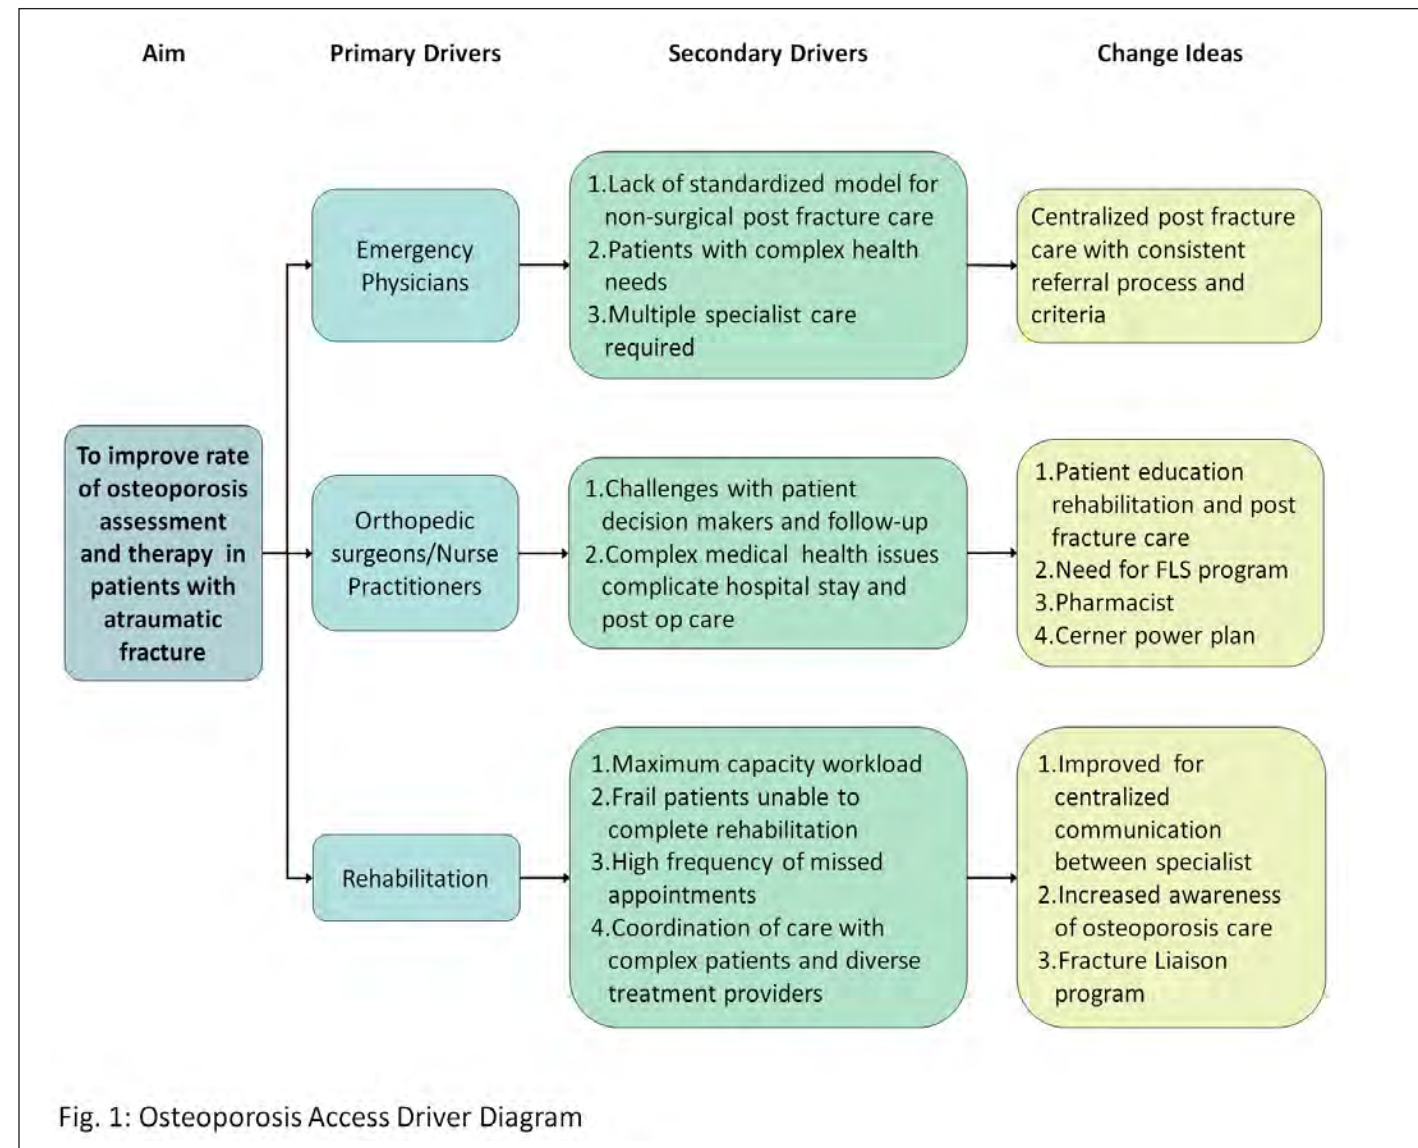 Aim
Primary Drivers
Secondary Drivers
Change Ideas
To improve rate
of osteoporosis
assessment
and therapy in
patients with
atraumatic
fracture
Emergency
Physicians
1.Lack of standardized model for
non-surgical post fracture care
2.Patients with complex health
needs
3.Multiple specialist care
required
Centralized post fracture
care with consistent
referral process and
criteria
Orthopedic
surgeons/Nurse
Practitioners
1.Challenges with patient
decision makers and follow-up
2.Complex medical health issues
complicate hospital stay and
post op care
1.Patient education
rehabilitation and post
fracture care
2.Need for FLS program
3.Pharmacist
4.Cerner power plan
Rehabilitation
1.Maximum capacity workload
2.Frail patients unable to
complete rehabilitation
3.High frequency of missed
appointments
4.Coordination of care with
complex patients and diverse
treatment providers
1.Improved for
centralized
communication
between specialist
2.Increased awareness
of osteoporosis care
3.Fracture Liaison
program
Fig. 1: Osteoporosis Access Driver Diagram